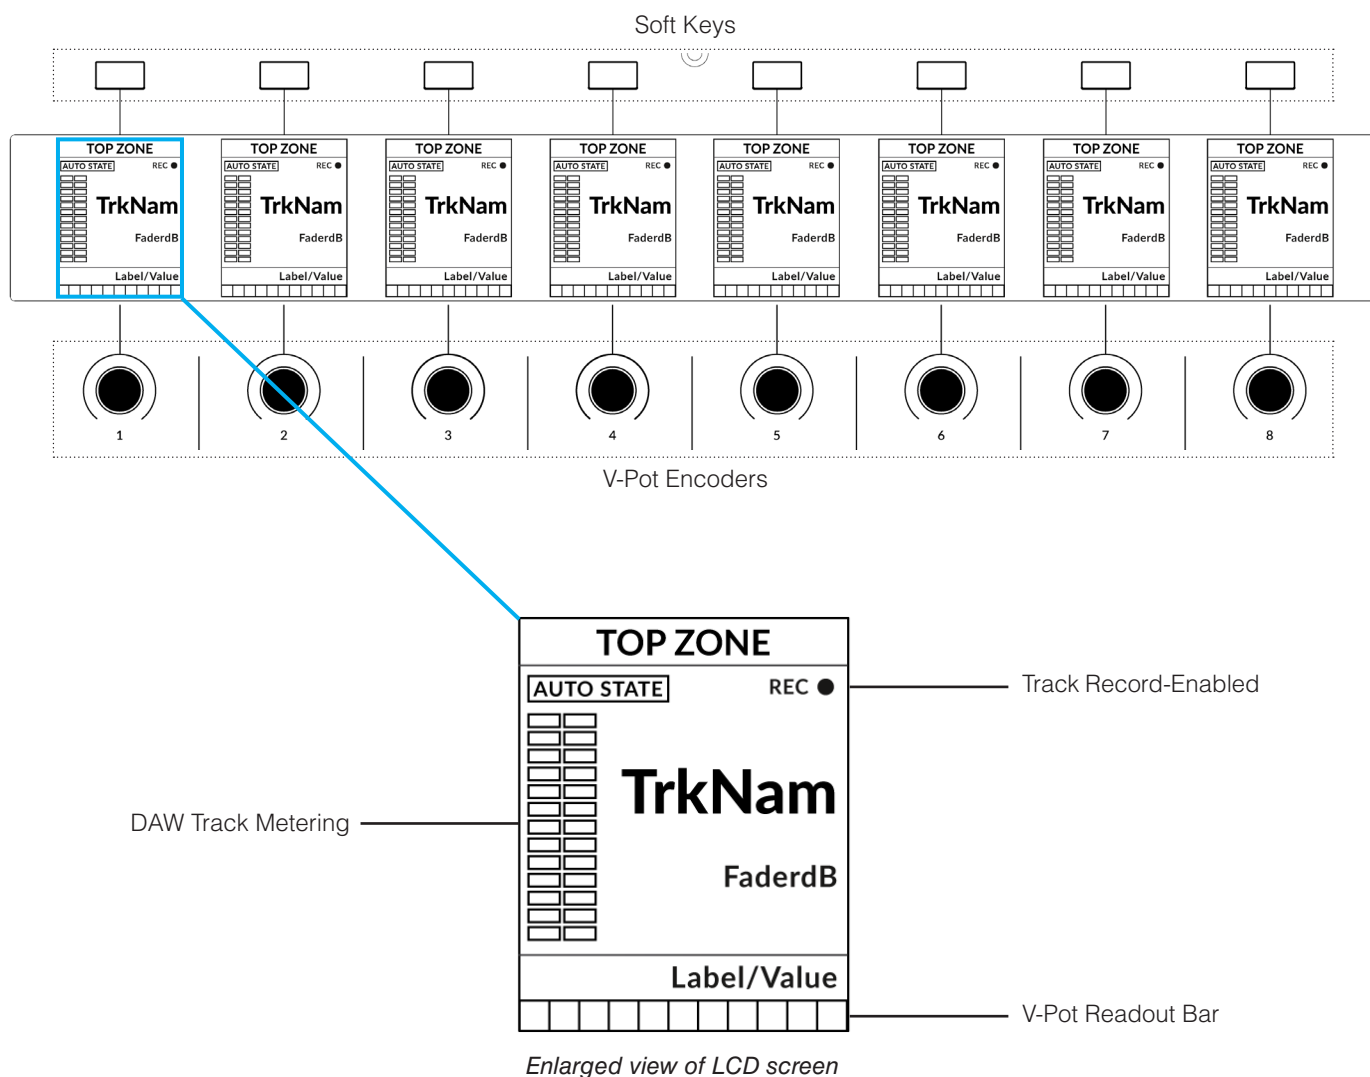 Soft Keys
TOP ZONE TOP ZONE TOP ZONE TOP ZONE TOP ZONE TOP ZONE TOP ZONE TOP ZONE
AUTO STATE REC AUTO STATE REC AUTO STATE REC AUTO STATE REC AUTO STATE REC AUTO STATE REC AUTO STATE REC AUTO STATE REC
TrkNam TrkNam TrkNam TrkNam TrkNam TrkNam TrkNam TrkNam
FaderdB FaderdB FaderdB FaderdB FaderdB FaderdB FaderdB FaderdB
Label/Value Label/Value Label/Value Label/Value Label/Value Label/Value Label/Value Label/Value
1 2 3 4 5 6 7 8
V-Pot Encoders
TOP ZONE
AUTO STATE REC Track Record-Enabled
TrkNam
DAW Track Metering
FaderdB
Label/Value
V-Pot Readout Bar
Enlarged view of LCD screen